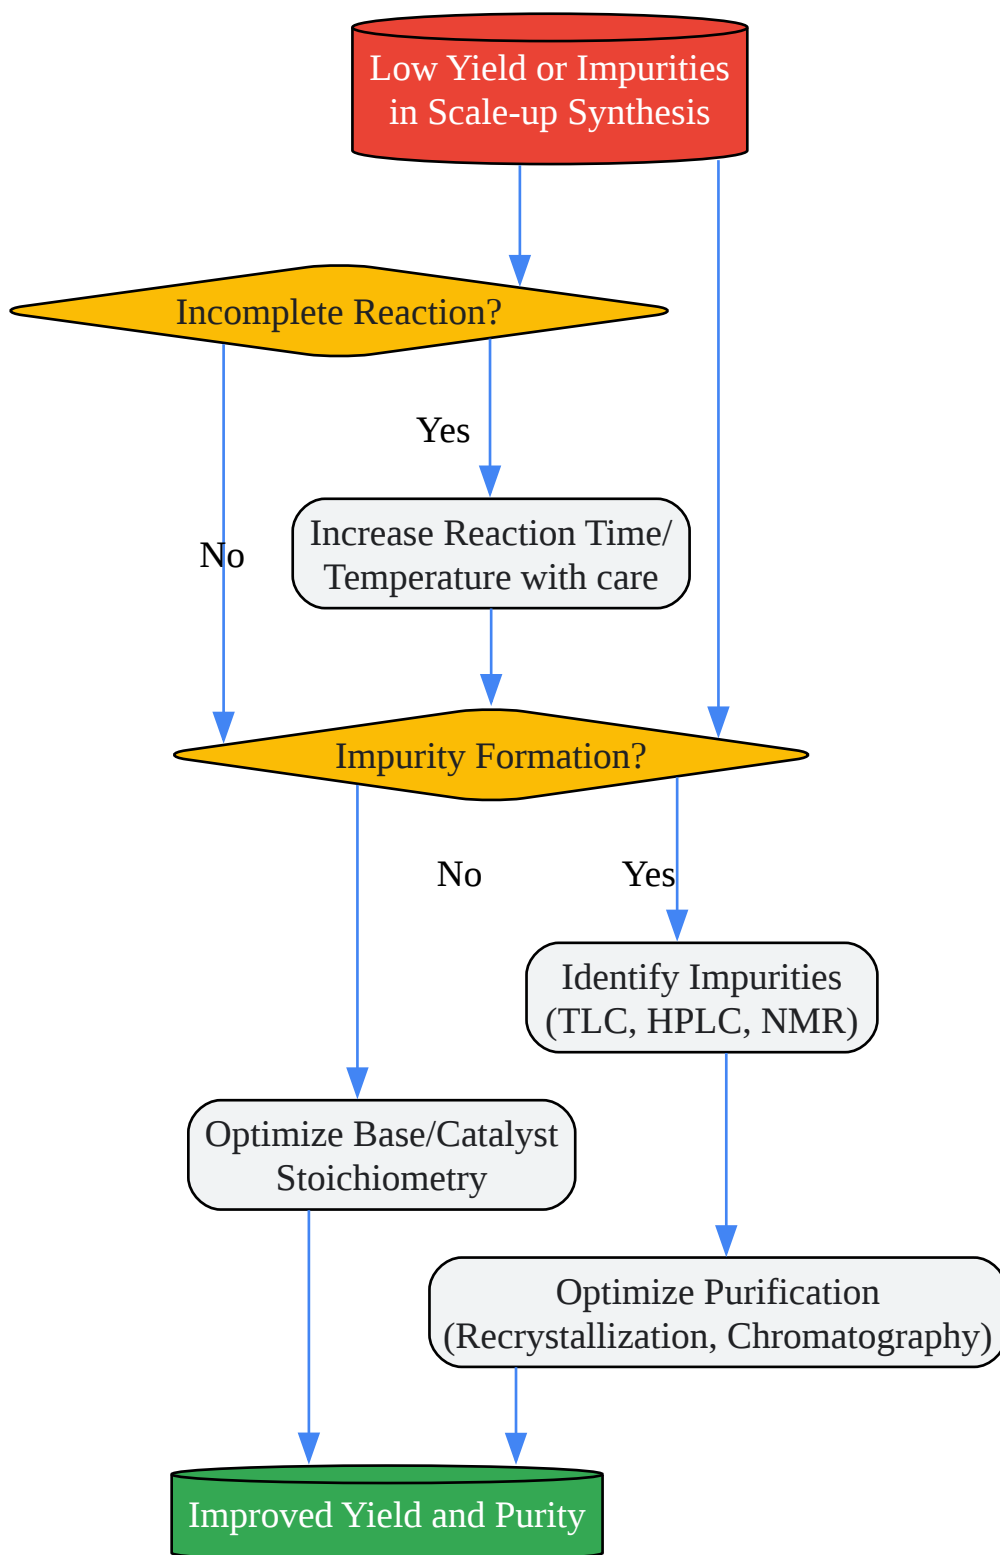 Low Yield or Impurities
in Scale-up Synthesis
Incomplete Reaction?
Yes
Increase Reaction Time/
Temperature with care
No
Impurity Formation?
No
Yes
Identify Impurities
(TLC, HPLC, NMR)
Optimize Base/Catalyst
Stoichiometry
Optimize Purification
(Recrystallization, Chromatography)
Improved Yield and Purity